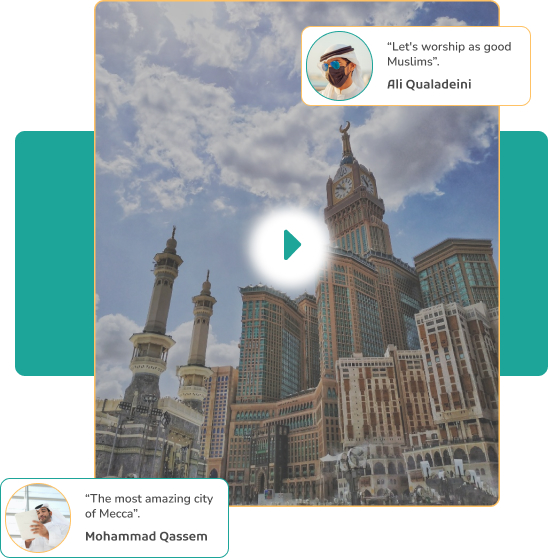 “Let's worship as good
Muslims”.
Ali Qualadeini
“The most amazing city
of Mecca”.
Mohammad Qassem